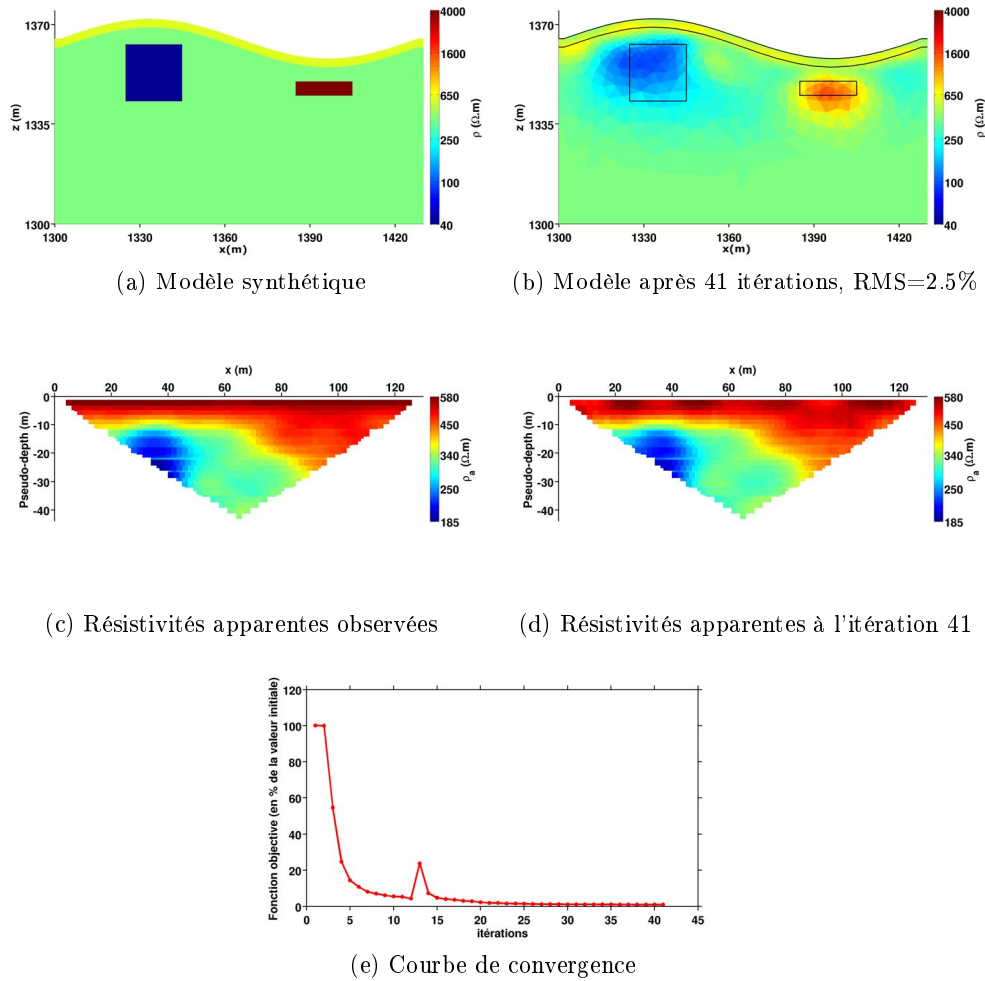 1370
1335
1300
z (m)
1300 1330 1360 1390 1420
x(m)
4000
1600
650
250
100
40
ρ (Ω.m)
(a) Modèle synthétique
1370
1335
1300
z (m)
1300 1330 1360 1390 1420
x(m)
4000
1600
650
250
100
40
ρ (Ω.m)
(b) Modèle après 41 itérations, RMS=2.5%
x (m)
0 20 40 60 80 100 120
0
-10
-20
-30
-40
Pseudo-depth (m)
580
450
340
250
185
ρa (Ω.m)
(c) Résistivités apparentes observées
x (m)
0 20 40 60 80 100 120
0
-10
-20
-30
-40
Pseudo-depth (m)
580
450
340
250
185
ρa (Ω.m)
(d) Résistivités apparentes à l'itération 41
Fonction objective (en % de la valeur initiale)
120
100
80
60
40
20
0
0 5 10 15 20 25 30 35 40 45
itérations
(e) Courbe de convergence